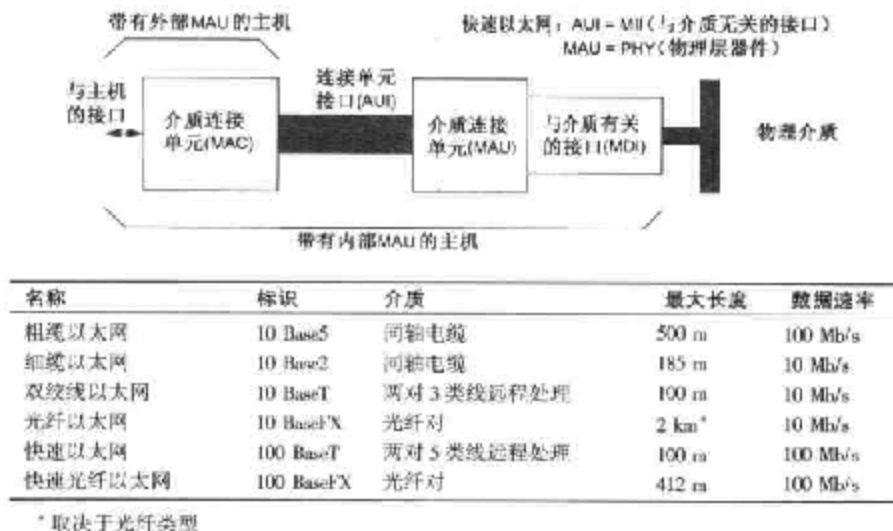 带有外部MAU的主机
快速以太网：AUI = MII(与介质无关的接口)
MAU = PHY(物理层器件)
与主机
的接口
介质连接
单元(MAC)
连接单元
接口(AUI)
介质连接
单元(MAU)
与介质有关
的接口(MDI)
物理介质
带有内部MAU的主机
名称 标识 介质 最大长度 数据速率
粗缆以太网 10 Base5 同轴电缆 500 m 100 Mb/s
细缆以太网 10 Base2 同轴电缆 185 m 10 Mb/s
双绞线以太网 10 BaseT 两对3类线远程处理 100 m 10 Mb/s
光纤以太网 10 BaseFX 光纤对 2 km* 10 Mb/s
快速以太网 100 BaseT 两对5类线远程处理 100 m 100 Mb/s
快速光纤以太网 100 BaseFX 光纤对 412 m 100 Mb/s
*取决于光纤类型